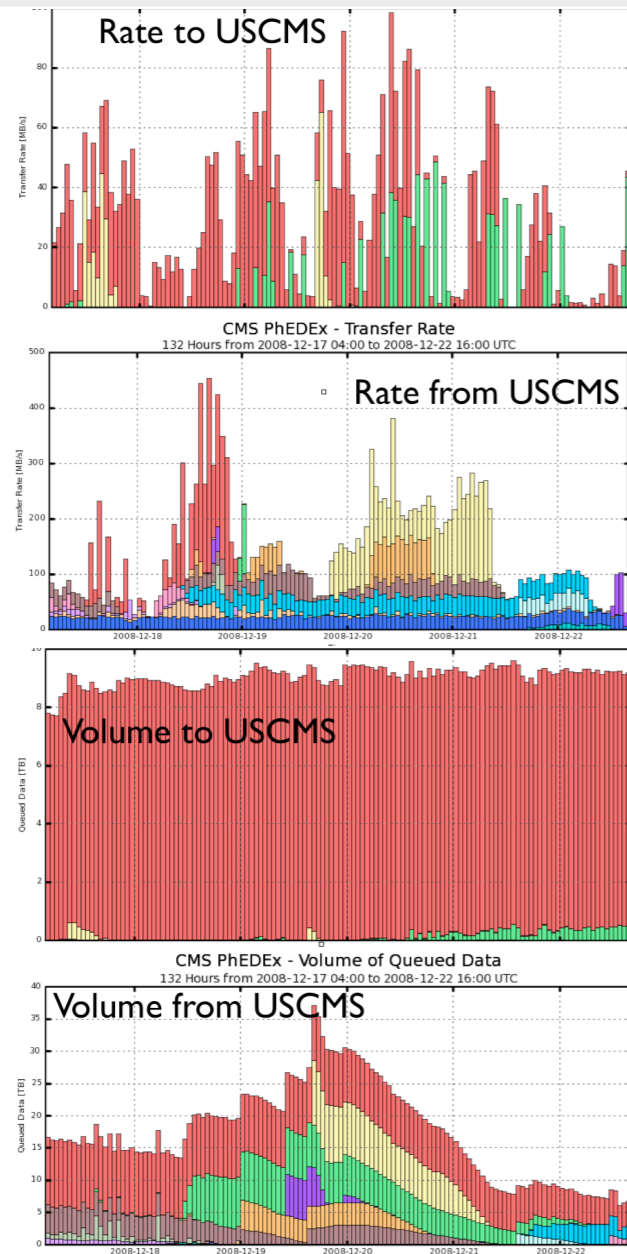 Rate to USCMS
80
60
40
20
0
Transfer Rate [MB/s]
CMS PhEDEx - Transfer Rate
132 Hours from 2008-12-17 04:00 to 2008-12-22 16:00 UTC
Rate from USCMS
500
400
300
200
100
0
Transfer Rate [MB/s]
2008-12-18 2008-12-19 2008-12-20 2008-12-21 2008-12-22
Volume to USCMS
8
6
4
2
0
Queued Data [TB]
CMS PhEDEx - Volume of Queued Data
132 Hours from 2008-12-17 04:00 to 2008-12-22 16:00 UTC
Volume from USCMS
40
35
30
25
20
15
10
5
0
Queued Data [TB]
2008-12-18 2008-12-19 2008-12-20 2008-12-21 2008-12-22